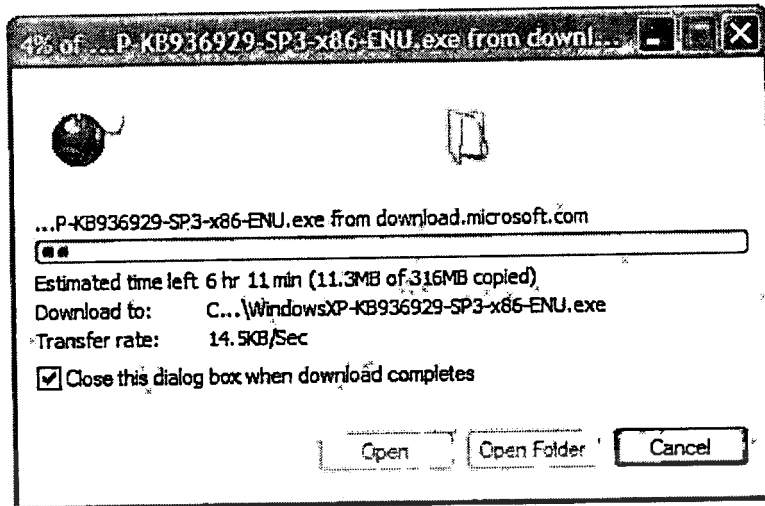 4% of ...P-KB936929-SP3-x86-ENU.exe from downl...
...P-KB936929-SP3-x86-ENU.exe from download.microsoft.com
Estimated time left 6 hr 11 min (11.3MB of 316MB copied)
Download to: C...\WindowsXP-KB936929-SP3-x86-ENU.exe
Transfer rate: 14.5KB/Sec
Close this dialog box when download completes
Open Open Folder Cancel